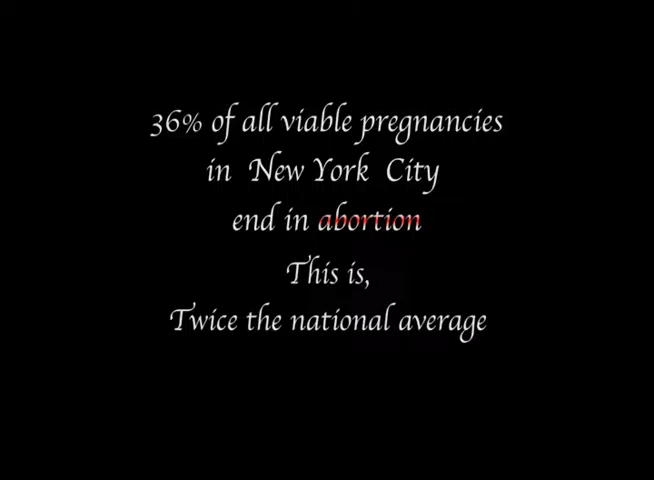 36% of all viable pregnancies
in New York City
end in abortion
This is,
Twice the national average